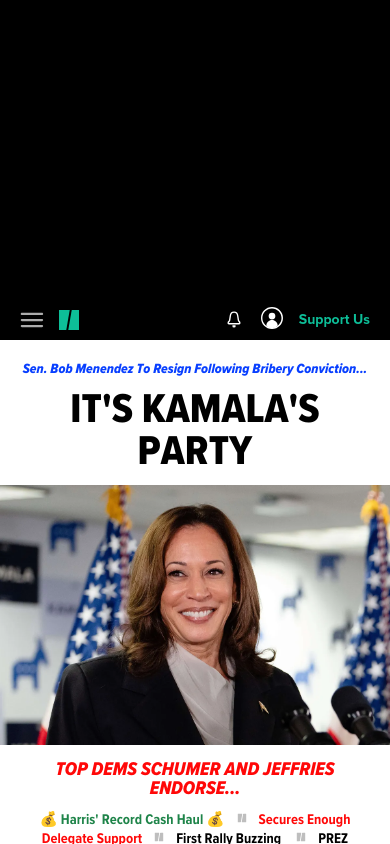 Support Us
Sen. Bob Menendez To Resign Following Bribery Conviction...
IT'S KAMALA'S
PARTY
TOP DEMS SCHUMER AND JEFFRIES
ENDORSE...
💰 Harris' Record Cash Haul 💰 // Secures Enough
Delegate Support // First Rally Buzzing // PREZ